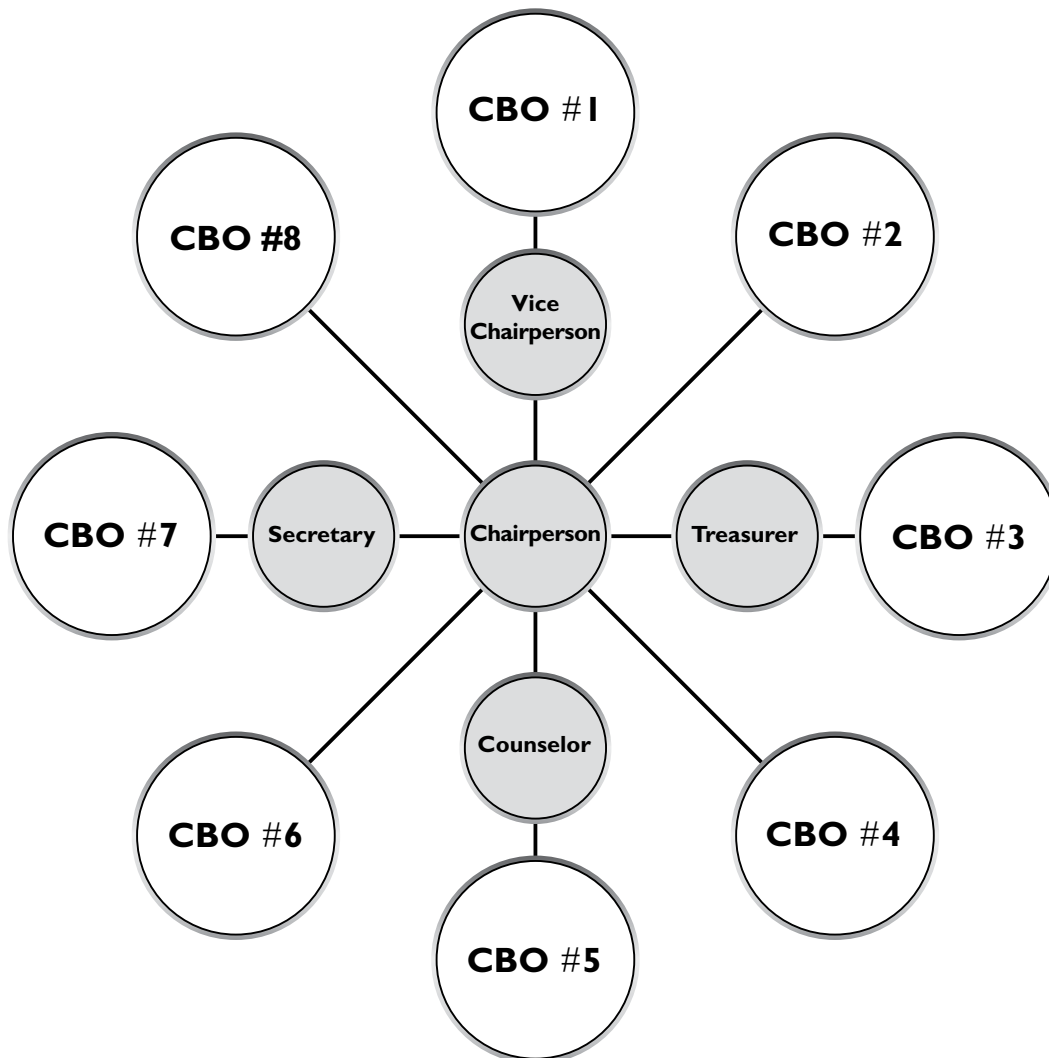 CBO #1
CBO #8
CBO #2
Vice
Chairperson
CBO #7
Secretary
Chairperson
Treasurer
CBO #3
Counselor
CBO #6
CBO #4
CBO #5